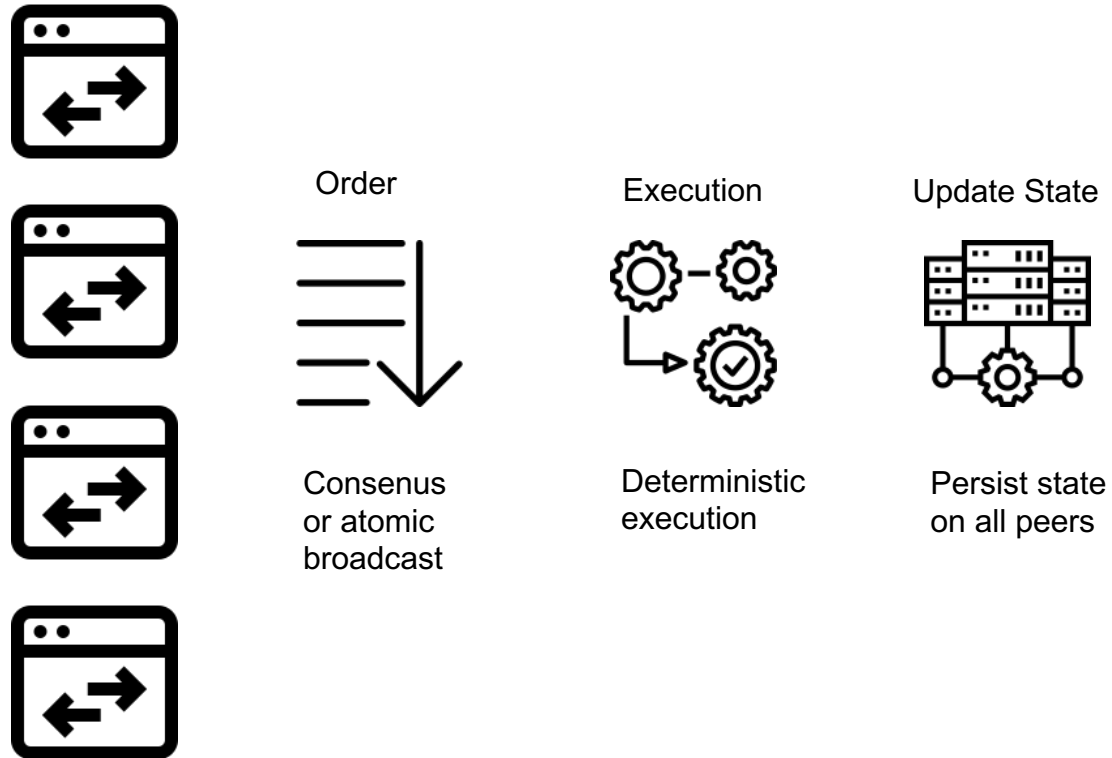 Order
Execution
Update State
Consenus
or atomic
broadcast
Deterministic
execution
Persist state
on all peers